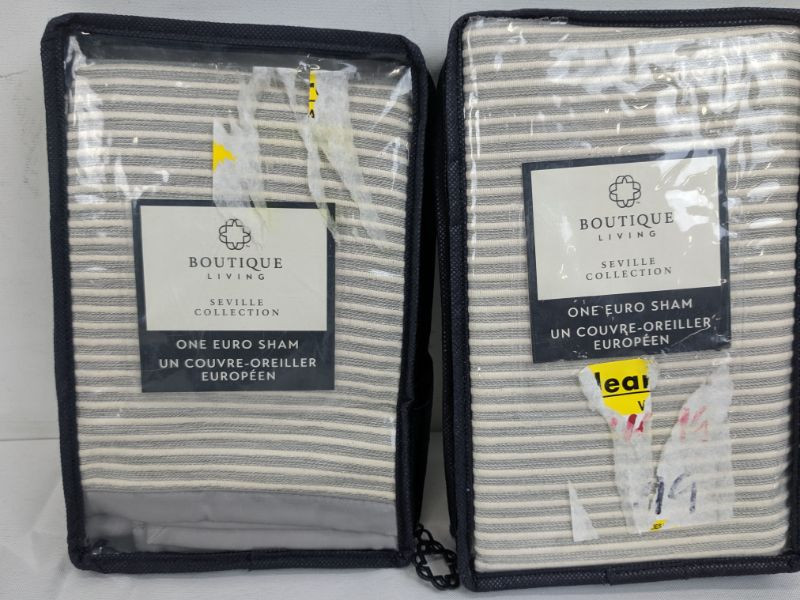 BOUTIQUE
LIVING
SEVILLE
COLLECTION
ONE EURO SHAM
UN COUVRE-OREILLER
EUROPÉEN
BOUTIQUE
LIVING
SEVILLE
COLLECTION
ONE EURO SHAM
UN COUVRE-OREILLER
EUROPÉEN
lear
V